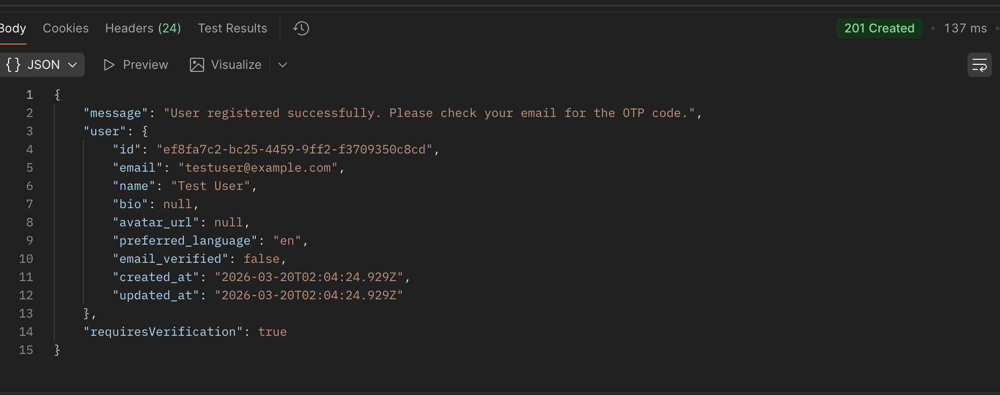 Body Cookies Headers (24) Test Results 201 Created • 137 ms •
{} JSON Preview Visualize
1 {
2     "message": "User registered successfully. Please check your email for the OTP code.",
3     "user": {
4         "id": "ef8fa7c2-bc25-4459-9ff2-f3709350c8cd",
5         "email": "testuser@example.com",
6         "name": "Test User",
7         "bio": null,
8         "avatar_url": null,
9         "preferred_language": "en",
10         "email_verified": false,
11         "created_at": "2026-03-20T02:04:24.929Z",
12         "updated_at": "2026-03-20T02:04:24.929Z"
13     },
14     "requiresVerification": true
15 }